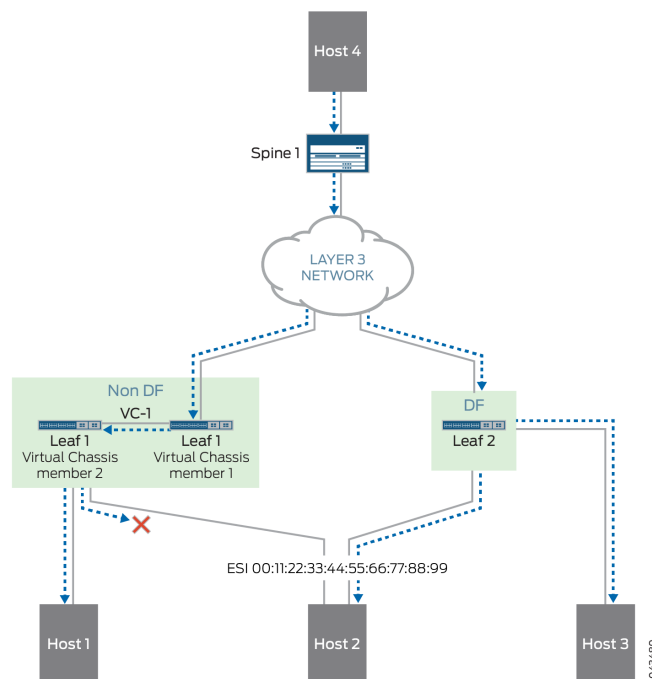 Host 4
Spine 1
LAYER 3
NETWORK
Non DF
VC-1
Leaf 1
Virtual Chassis
member 2
Leaf 1
Virtual Chassis
member 1
DF
Leaf 2
ESI 00:11:22:33:44:55:66:77:88:99
Host 1
Host 2
Host 3